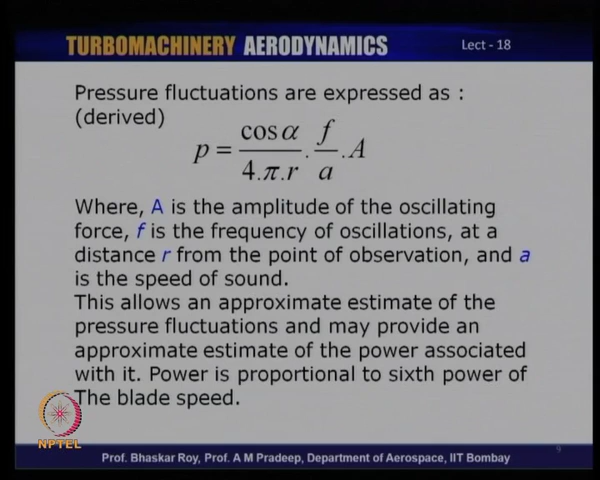 TURBOMACHINERY AERODYNAMICS
Lect - 18
Pressure fluctuations are expressed as :
(derived)
p = cos α / 4.π.r . f / a . A
Where, A is the amplitude of the oscillating
force, f is the frequency of oscillations, at a
distance r from the point of observation, and a
is the speed of sound.
This allows an approximate estimate of the
pressure fluctuations and may provide an
approximate estimate of the power associated
with it. Power is proportional to sixth power of
The blade speed.
NPTEL
Prof. Bhaskar Roy, Prof. A M Pradeep, Department of Aerospace, IIT Bombay
9